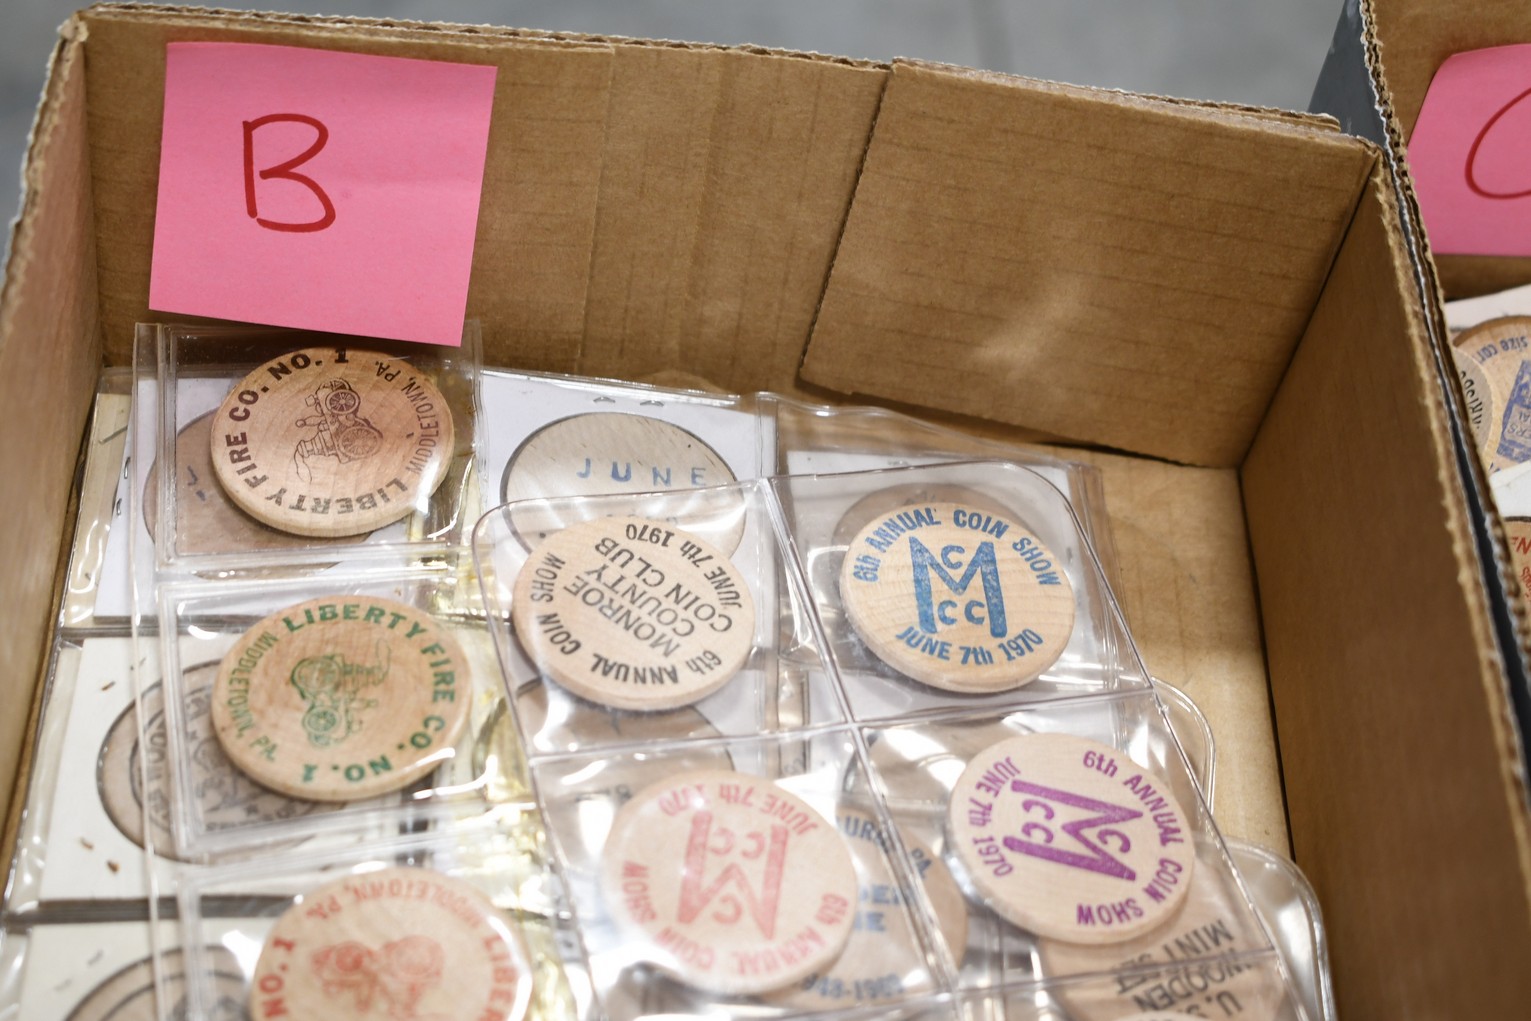 B
LIBERTY FIRE CO. NO. 1
MIDDLETOWN, PA.
JUNE
LIBERTY FIRE CO. NO. 1
MIDDLETOWN, PA.
6th ANNUAL COIN SHOW
MONROE
COUNTY
COIN CLUB
JUNE 7th 1970
6th ANNUAL COIN SHOW
MCCC
JUNE 7th 1970
6th ANNUAL COIN SHOW
MCCC
JUNE 7th 1970
6th ANNUAL COIN SHOW
MCCC
JUNE 7th 1970
NO. 1
MIDDLETOWN, PA.
PA
U.S.
WOODEN
MINT SET